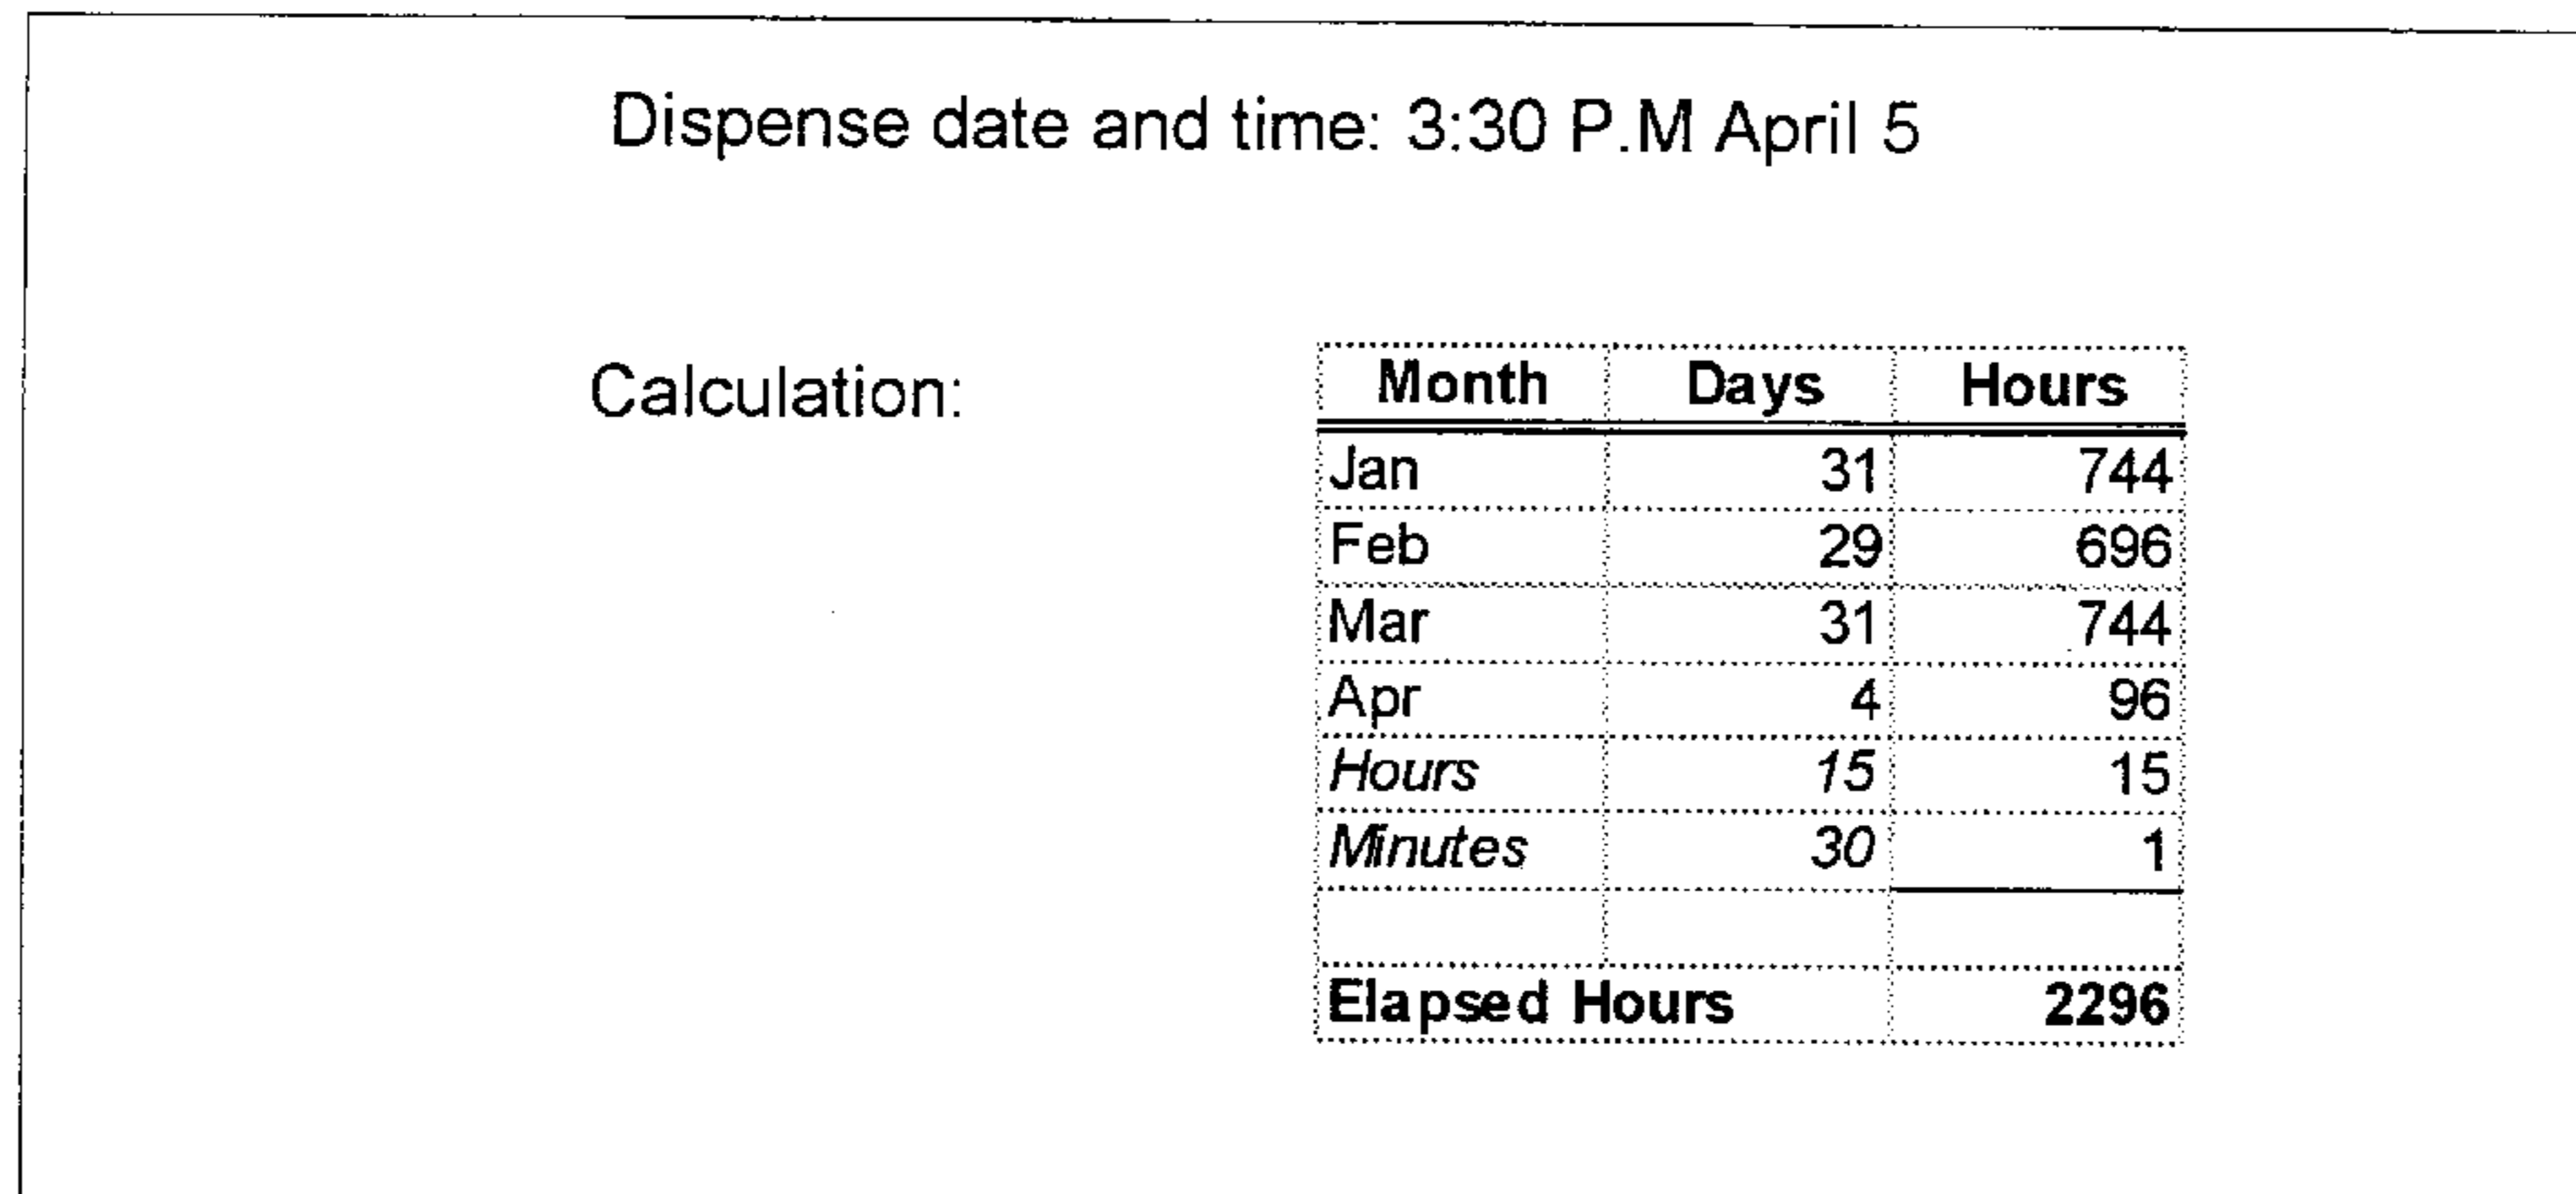 Dispense date and time: 3:30 P.M April 5
Calculation:
Month Days Hours
Jan 31 744
Feb 29 696
Mar 31 744
Apr 4 96
Hours 15 15
Minutes 30 1
Elapsed Hours 2296